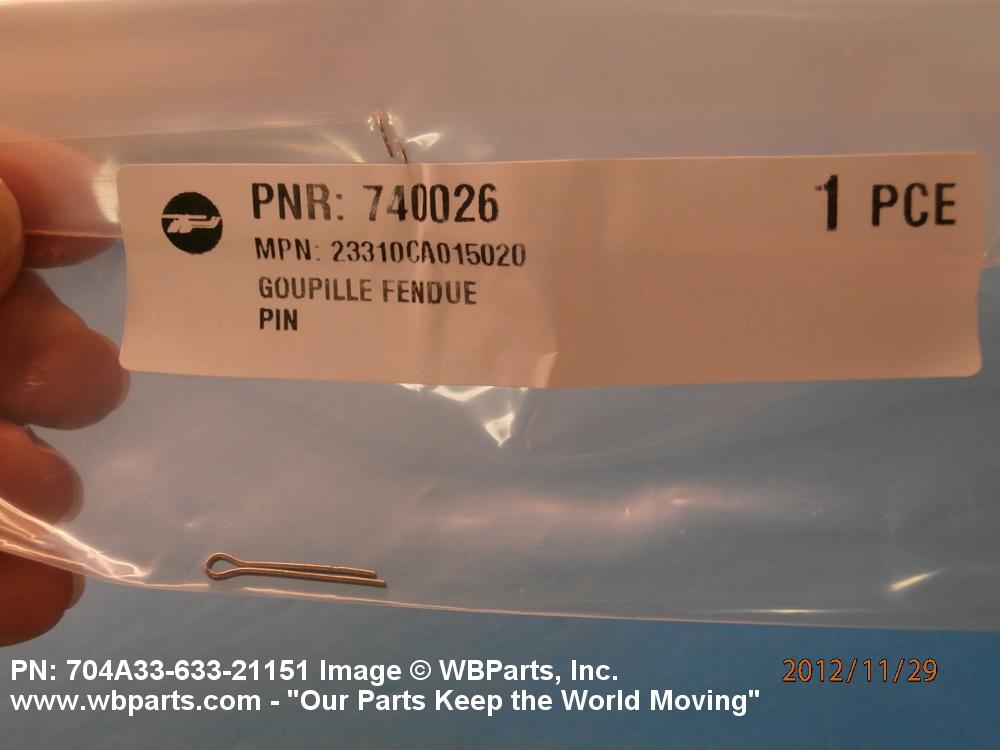 PNR: 740026
1 PCE
MPN: 23310CA015020
GOUPILLE FENDUE
PIN
PN: 704A33-633-21151 Image © WBParts, Inc.
2012/11/29
www.wbparts.com - "Our Parts Keep the World Moving"